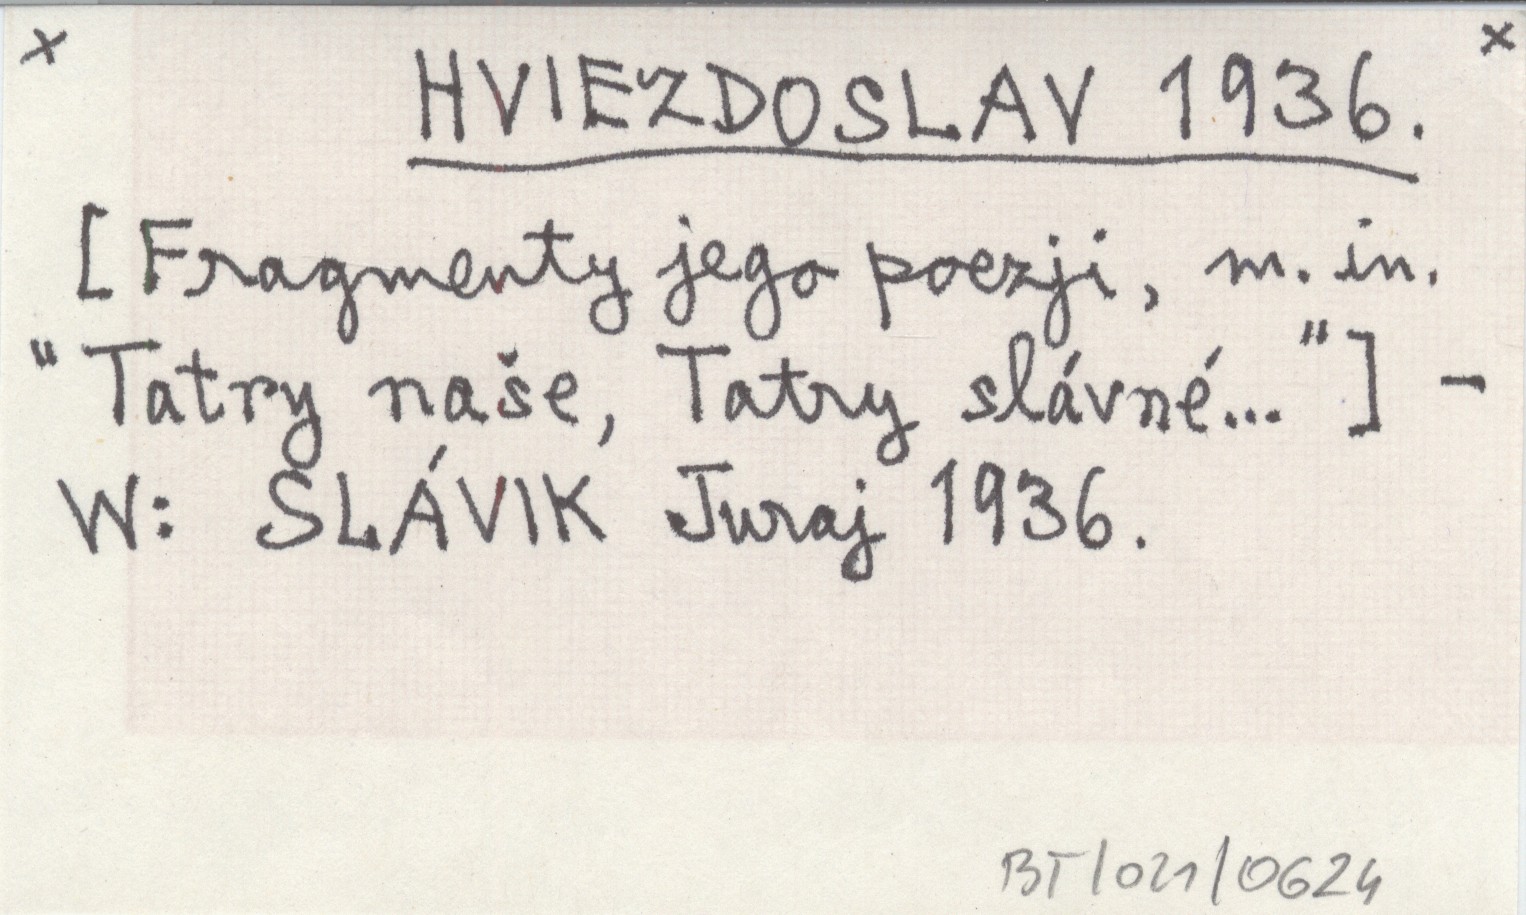 x x
HVIEZDOSLAV 1936.
[Fragmenty jego poezji, m. in.
"Tatry naše, Tatry slávné..."] -
W: SLÁVIK Juraj 1936.
BT/021/0624